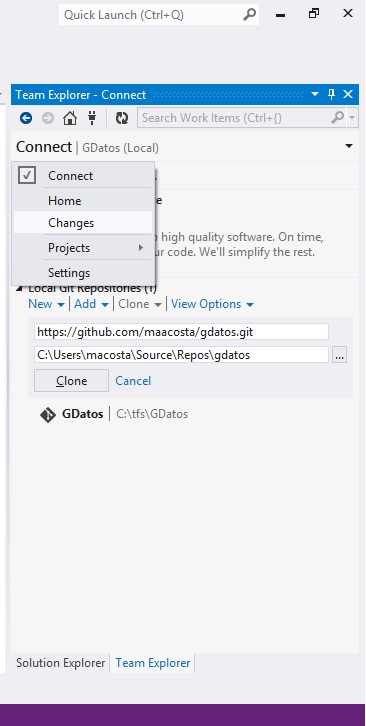 Quick Launch (Ctrl+Q)
Team Explorer - Connect
Search Work Items (Ctrl+{)
Connect | GDatos (Local)
Connect
Home
Changes
Projects
Settings
high quality software. On time,
ur code. We'll simplify the rest.
Local Git Repositories (1)
New | Add | Clone | View Options
https://github.com/maacosta/gdatos.git
C:\Users\macosta\Source\Repos\gdatos
...
Clone Cancel
GDatos | C:\tfs\GDatos
Solution Explorer Team Explorer